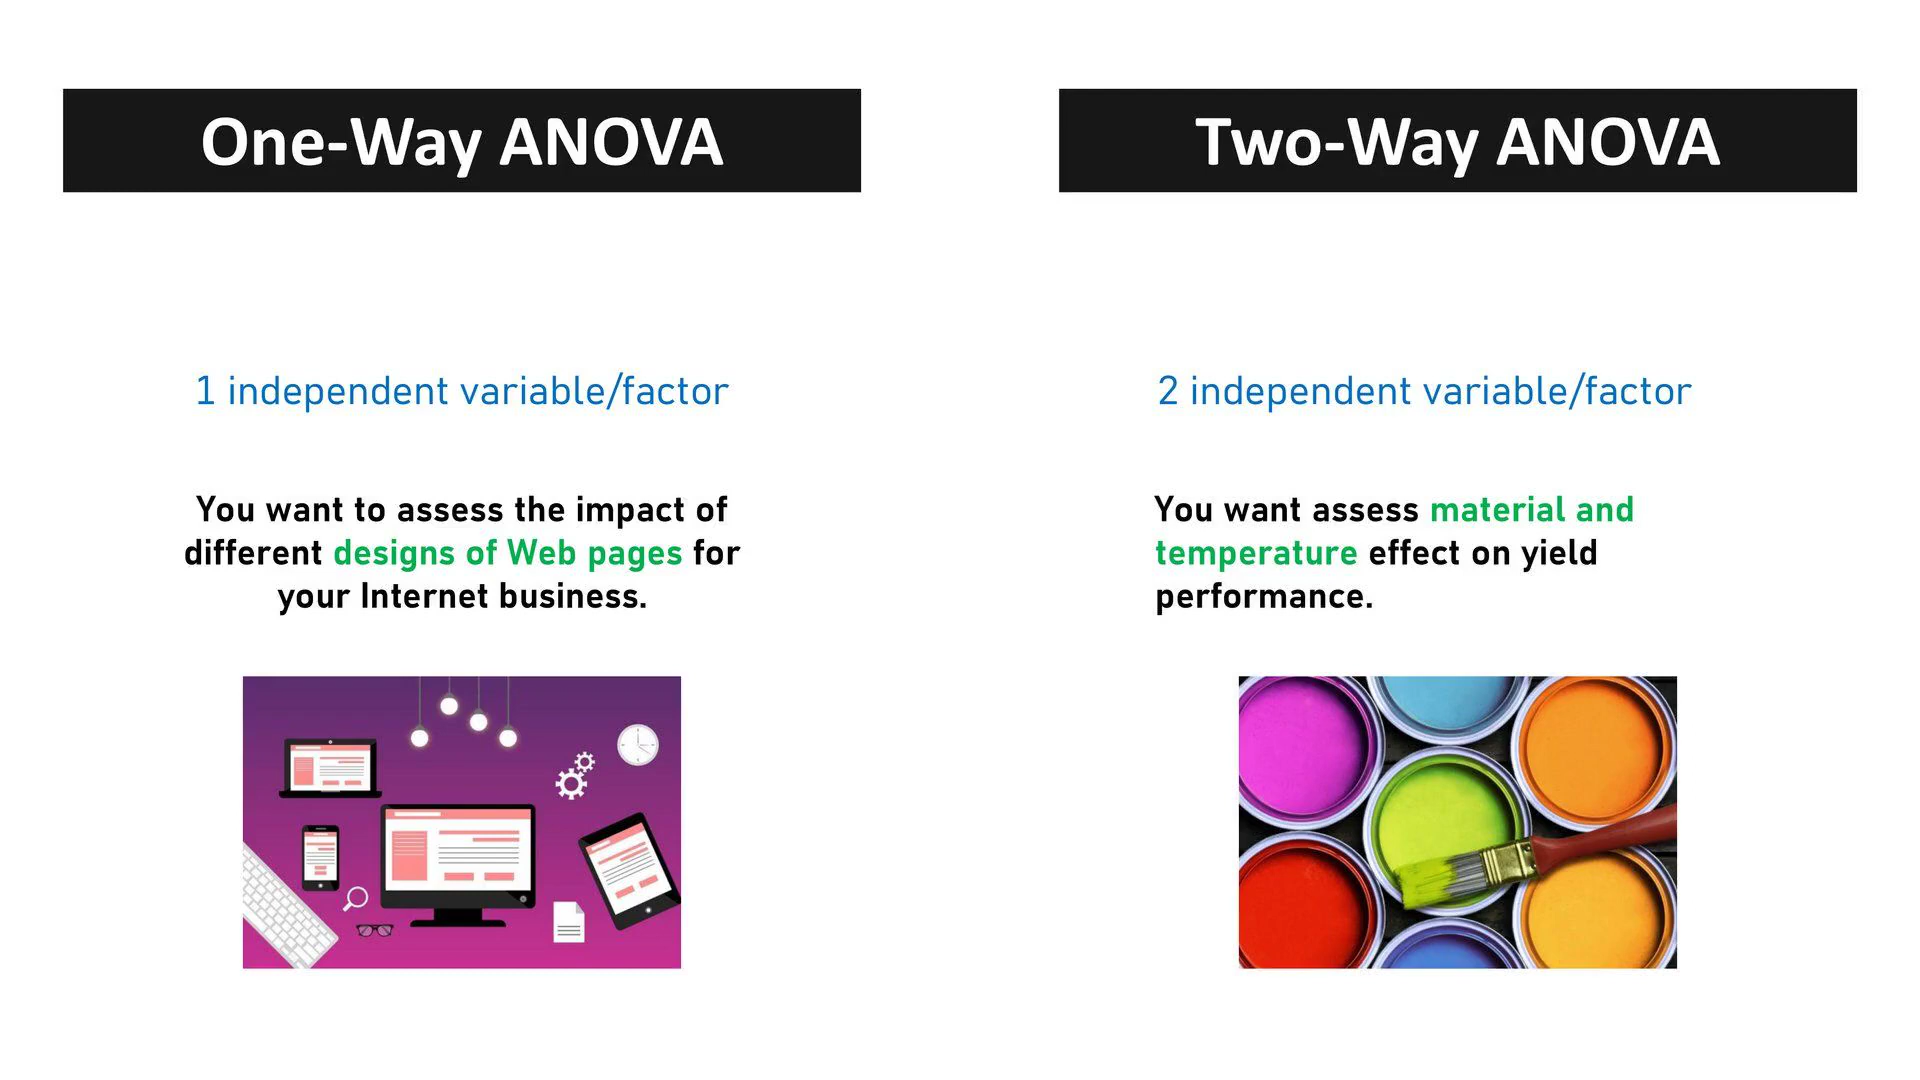 One-Way ANOVA
1 independent variable/factor
You want to assess the impact of
different designs of Web pages for
your Internet business.
Two-Way ANOVA
2 independent variable/factor
You want assess material and
temperature effect on yield
performance.